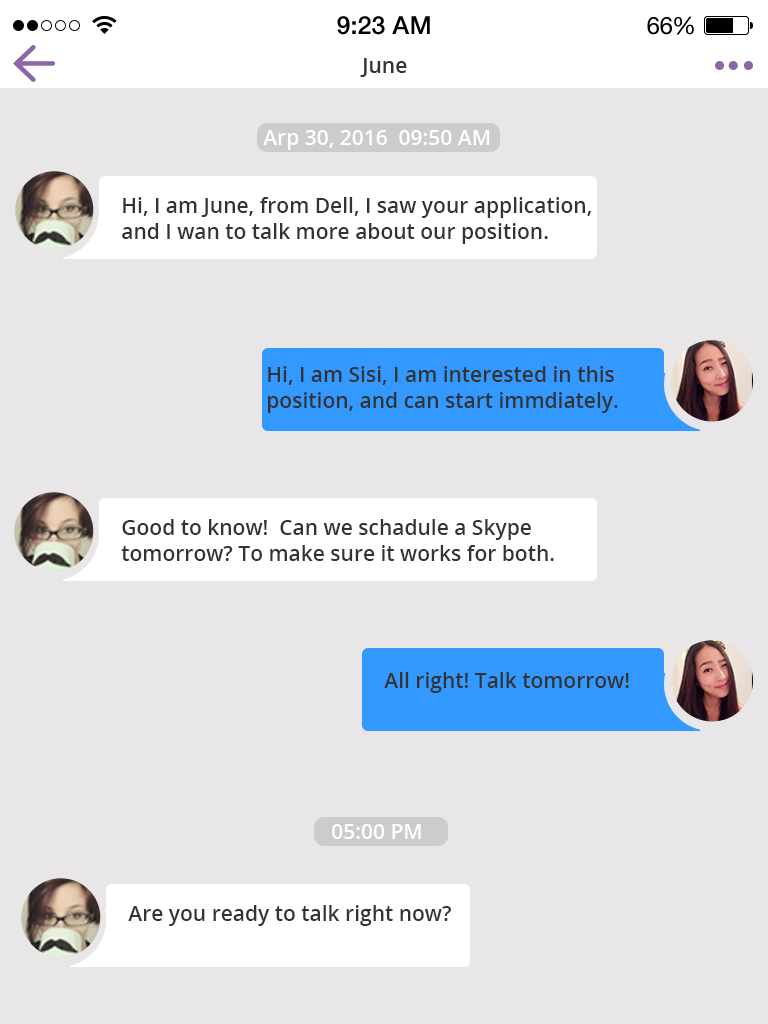 9:23 AM
66%
June
Arp 30, 2016  09:50 AM
Hi, I am June, from Dell, I saw your application,
and I wan to talk more about our position.
Hi, I am Sisi, I am interested in this
position, and can start immdiately.
Good to know!  Can we schadule a Skype
tomorrow? To make sure it works for both.
All right! Talk tomorrow!
05:00 PM
Are you ready to talk right now?